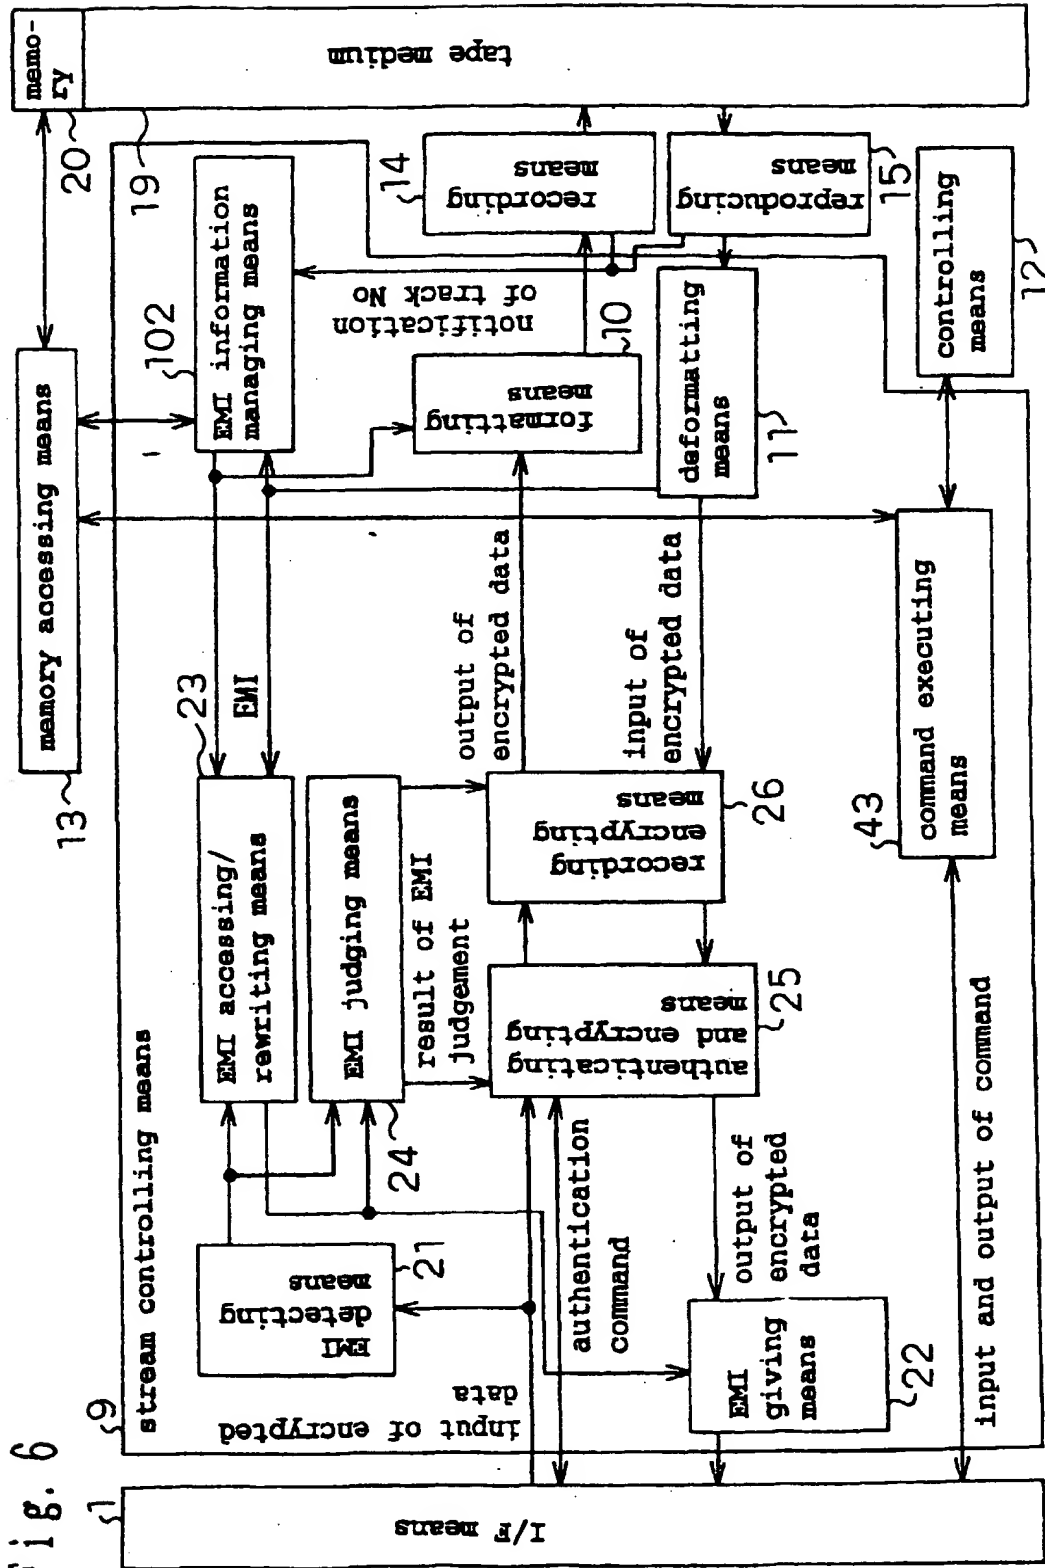 Fig. 6
1
I/F means
9
stream controlling means
input of encrypted
data
EMI
detecting
means
21
EMI accessing/
rewriting means
23
EMI
EMI judging means
24
result of EMI
judgement
authenticating
and encrypting
means
25
recording
encrypting
means
26
authentication
command
output of
encrypted
data
EMI
giving
means
22
output of
encrypted data
input of
encrypted data
input and output of command
command executing
means
43
memory accessing means
13
EMI information
managing means
102
notification
of track No
formatting
means
10
deformatting
means
11
recording
means
14
reproducing
means
15
controlling
means
12
memo-
ry
20
19
tape medium